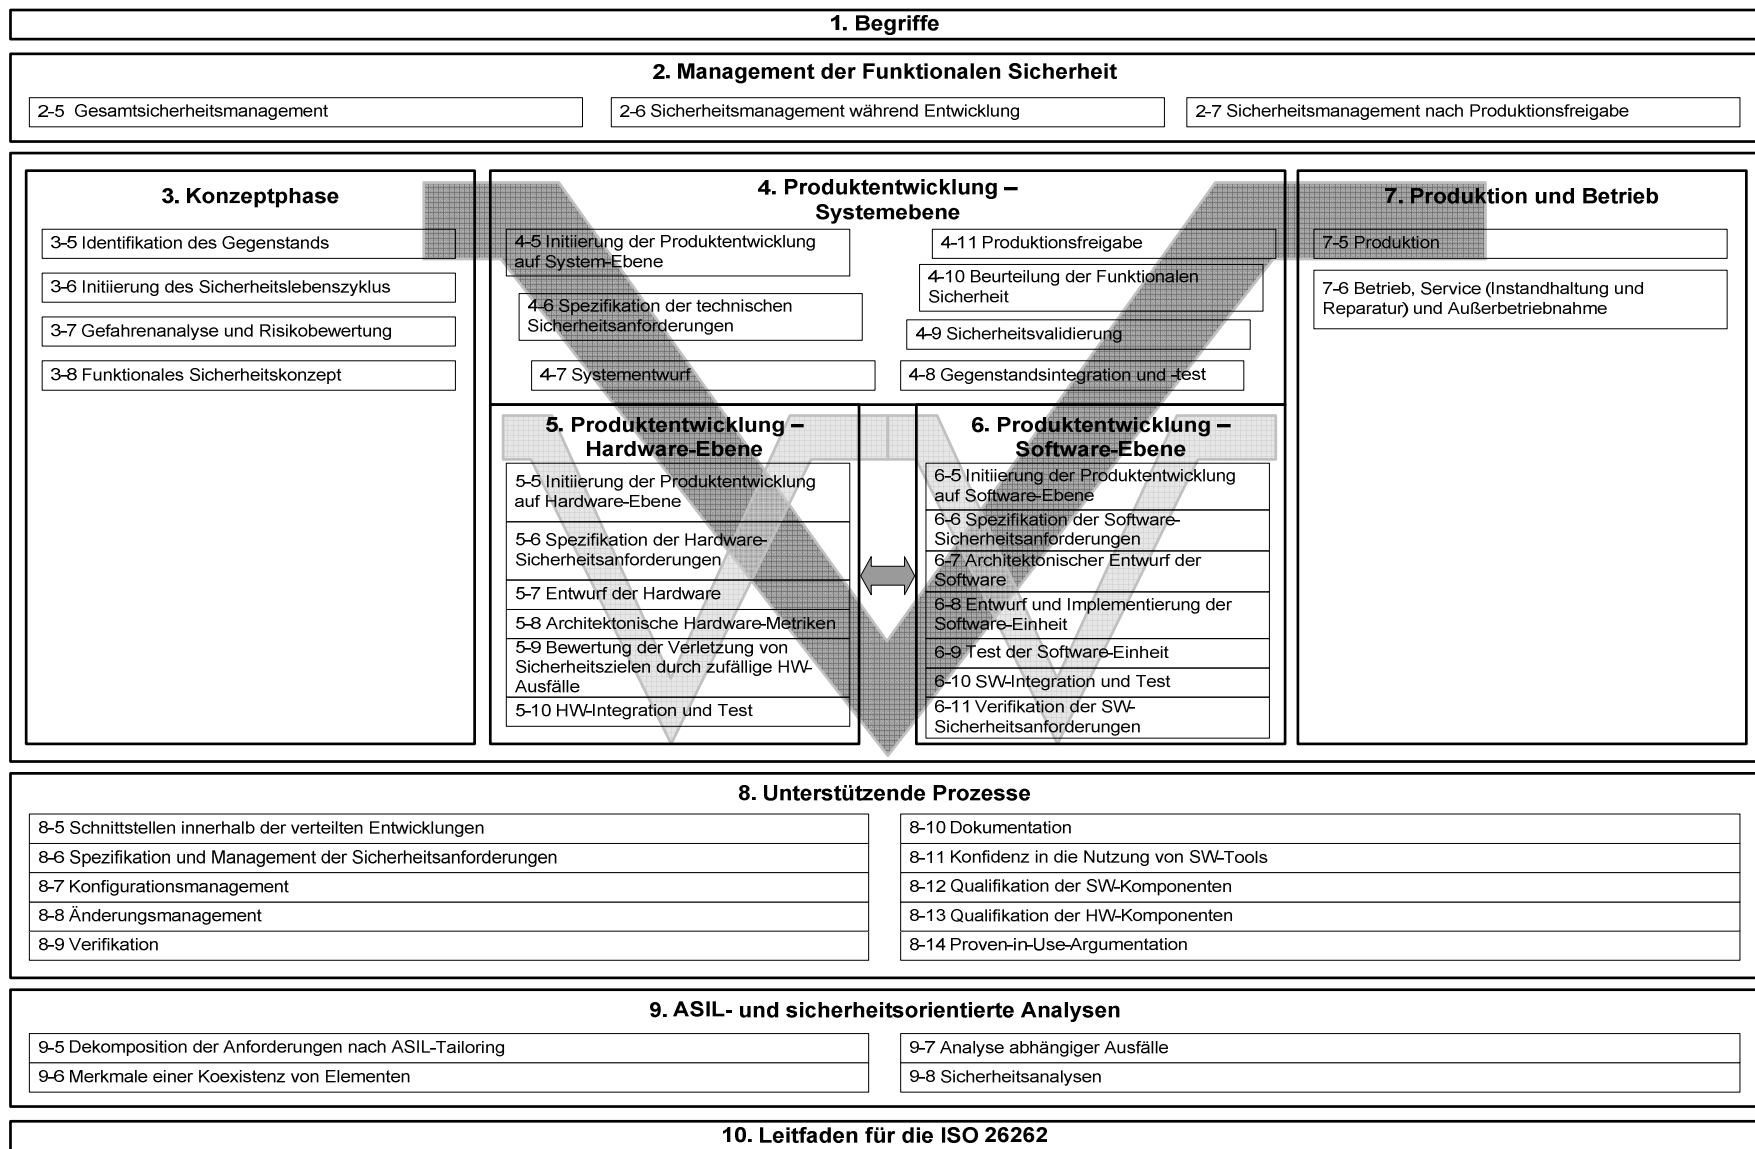 1. Begriffe
2. Management der Funktionalen Sicherheit
2-5 Gesamtsicherheitsmanagement
2-6 Sicherheitsmanagement während Entwicklung
2-7 Sicherheitsmanagement nach Produktionsfreigabe
3. Konzeptphase
3-5 Identifikation des Gegenstands
3-6 Initiierung des Sicherheitslebenszyklus
3-7 Gefahrenanalyse und Risikobewertung
3-8 Funktionales Sicherheitskonzept
4. Produktentwicklung –
Systemebene
4-5 Initiierung der Produktentwicklung
auf System-Ebene
4-6 Spezifikation der technischen
Sicherheitsanforderungen
4-7 Systementwurf
4-11 Produktionsfreigabe
4-10 Beurteilung der Funktionalen
Sicherheit
4-9 Sicherheitsvalidierung
4-8 Gegenstandsintegration und -test
5. Produktentwicklung –
Hardware-Ebene
5-5 Initiierung der Produktentwicklung
auf Hardware-Ebene
5-6 Spezifikation der Hardware-
Sicherheitsanforderungen
5-7 Entwurf der Hardware
5-8 Architektonische Hardware-Metriken
5-9 Bewertung der Verletzung von
Sicherheitszielen durch zufällige HW-
Ausfälle
5-10 HW-Integration und Test
6. Produktentwicklung –
Software-Ebene
6-5 Initiierung der Produktentwicklung
auf Software-Ebene
6-6 Spezifikation der Software-
Sicherheitsanforderungen
6-7 Architektonischer Entwurf der
Software
6-8 Entwurf und Implementierung der
Software-Einheit
6-9 Test der Software-Einheit
6-10 SW-Integration und Test
6-11 Verifikation der SW-
Sicherheitsanforderungen
7. Produktion und Betrieb
7-5 Produktion
7-6 Betrieb, Service (Instandhaltung und
Reparatur) und Außerbetriebnahme
8. Unterstützende Prozesse
8-5 Schnittstellen innerhalb der verteilten Entwicklungen
8-6 Spezifikation und Management der Sicherheitsanforderungen
8-7 Konfigurationsmanagement
8-8 Änderungsmanagement
8-9 Verifikation
8-10 Dokumentation
8-11 Konfidenz in die Nutzung von SW-Tools
8-12 Qualifikation der SW-Komponenten
8-13 Qualifikation der HW-Komponenten
8-14 Proven-in-Use-Argumentation
9. ASIL- und sicherheitsorientierte Analysen
9-5 Dekomposition der Anforderungen nach ASIL-Tailoring
9-6 Merkmale einer Koexistenz von Elementen
9-7 Analyse abhängiger Ausfälle
9-8 Sicherheitsanalysen
10. Leitfaden für die ISO 26262